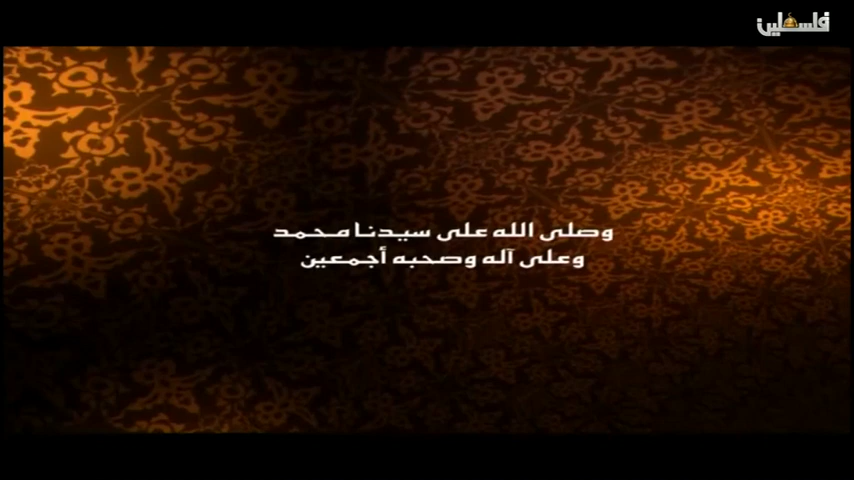 فلسطين
وصلى الله على سيدنا محمد
وعلى آله وصحبه أجمعين